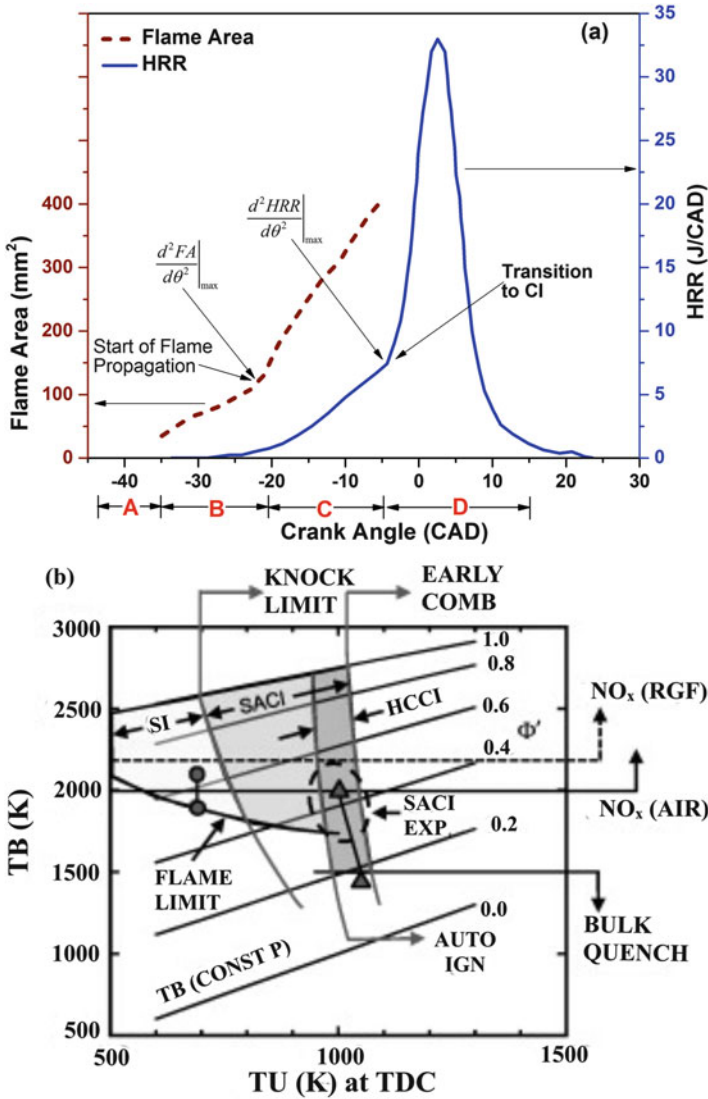 (a)
Flame Area
HRR
Flame Area (mm²)
400
300
200
100
0
35
30
25
20
15
10
5
0
HRR (J/CAD)
d²FA/dθ²|max
d²HRR/dθ²|max
Start of Flame
Propagation
Transition
to CI
-40 -30 -20 -10 0 10 20 30
A B C D
Crank Angle (CAD)
(b)
KNOCK
LIMIT
EARLY
COMB
3000
2500
2000
1500
1000
500
TB (K)
1.0
0.8
0.6
0.4
0.2
0.0
Φ'
SI
SACI
HCCI
NOx (RGF)
NOx (AIR)
SACI
EXP.
FLAME
LIMIT
TB (CONST P)
AUTO
IGN
BULK
QUENCH
500 1000 1500
TU (K) at TDC